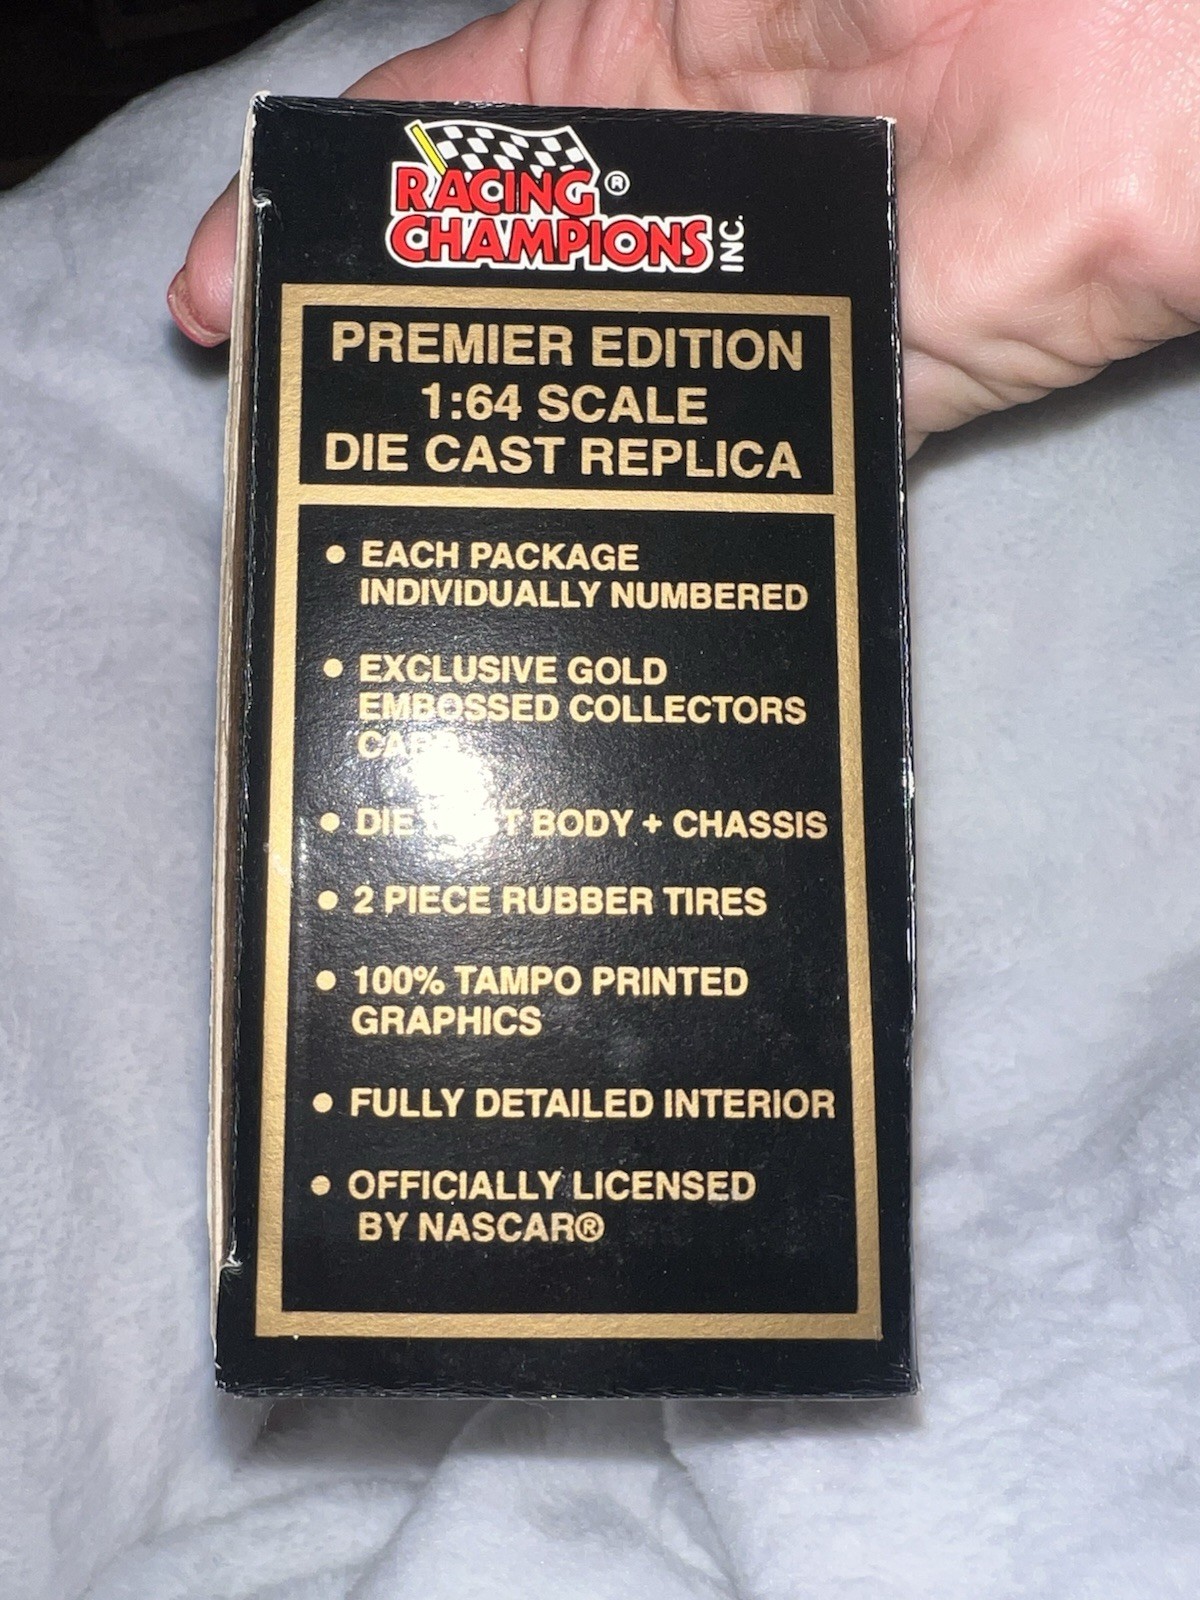 RACING ®
CHAMPIONS INC.
PREMIER EDITION
1:64 SCALE
DIE CAST REPLICA
• EACH PACKAGE
INDIVIDUALLY NUMBERED
• EXCLUSIVE GOLD
EMBOSSED COLLECTORS
• DIE BODY + CHASSIS
• 2 PIECE RUBBER TIRES
• 100% TAMPO PRINTED
GRAPHICS
• FULLY DETAILED INTERIOR
• OFFICIALLY LICENSED
BY NASCAR®